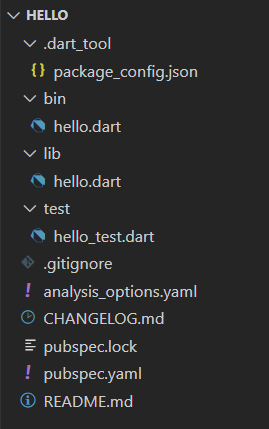 HELLO
.dart_tool
{} package_config.json
bin
hello.dart
lib
hello.dart
test
hello_test.dart
.gitignore
! analysis_options.yaml
CHANGELOG.md
pubspec.lock
! pubspec.yaml
README.md